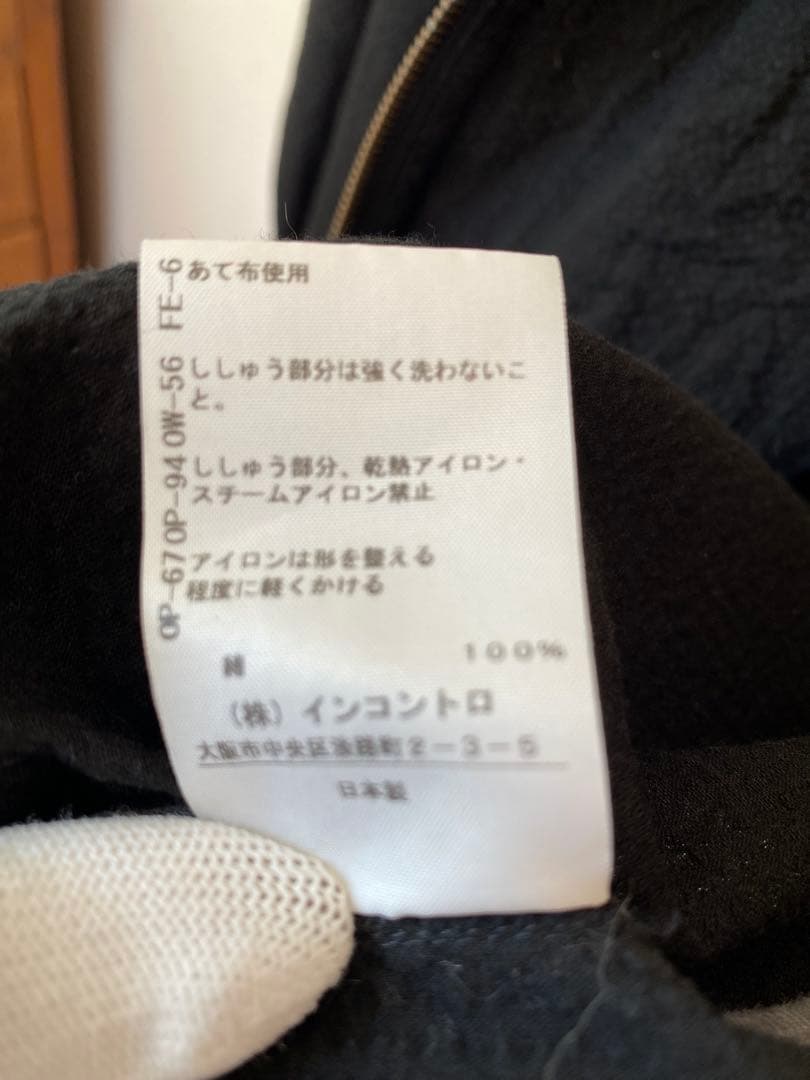 FE-6
OW-56
OP-94
OP-67
あて布使用
ししゅう部分は強く洗わないこ
と。
ししゅう部分、乾熱アイロン・
スチームアイロン禁止
アイロンは形を整える
程度に軽くかける
綿 100%
(株)インコントロ
大阪市中央区淡路町2-3-5
日本製